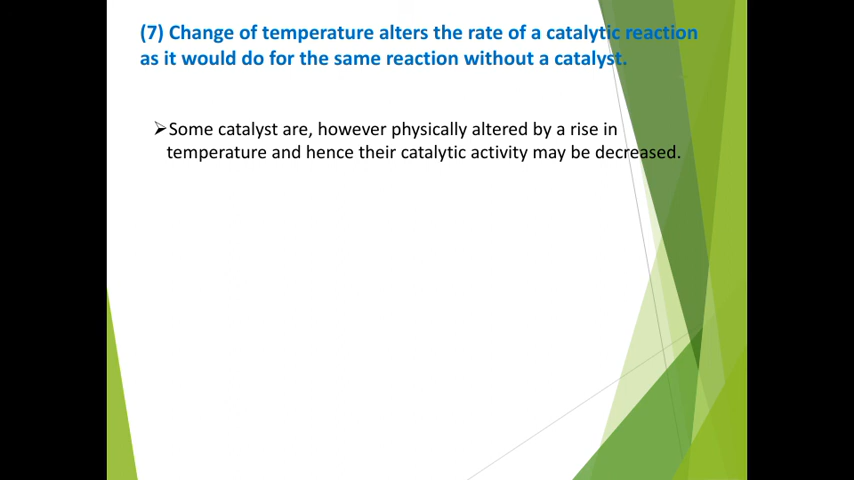 (7) Change of temperature alters the rate of a catalytic reaction
as it would do for the same reaction without a catalyst.
➢Some catalyst are, however physically altered by a rise in
temperature and hence their catalytic activity may be decreased.